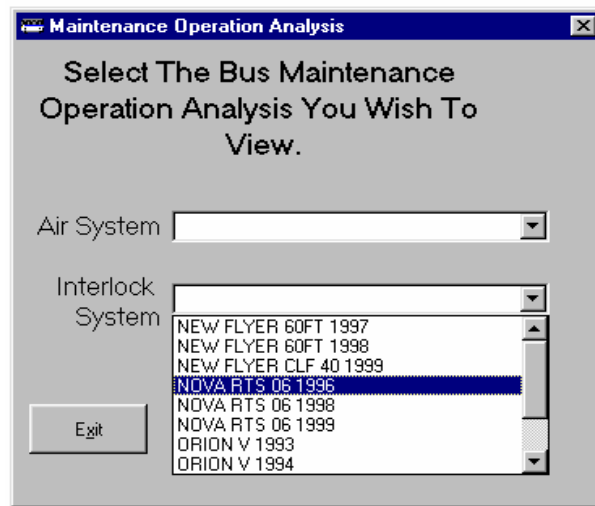 Maintenance Operation Analysis
Select The Bus Maintenance
Operation Analysis You Wish To
View.
Air System
Interlock
System
NEW FLYER 60FT 1997
NEW FLYER 60FT 1998
NEW FLYER CLF 40 1999
NOVA RTS 06 1996
NOVA RTS 06 1998
NOVA RTS 06 1999
ORION V 1993
ORION V 1994
Exit